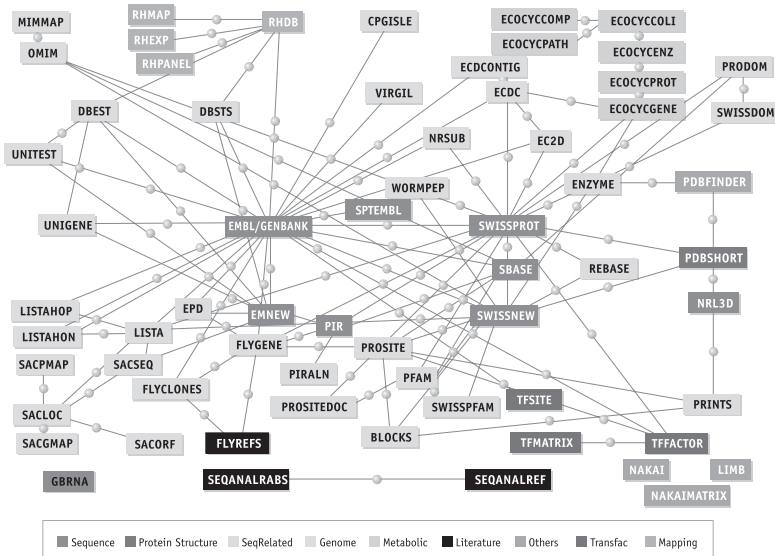 MIMMAP
RHMAP
RHDB
CPGISLE
ECOCYCCOMP
ECOCYCCOLI
OMIM
RHEXP
ECOCYCPATH
ECOCYCENZ
RHPANEL
ECDCONTIG
PRODOM
ECOCYCPROT
VIRGIL
ECDC
DBEST
DBSTS
ECOCYCGENE
SWISSDOM
NRSUB
EC2D
UNITEST
WORMPEP
ENZYME
PDBFINDER
SPTEMBL
UNIGENE
EMBL/GENBANK
SWISSPROT
PDBSHORT
SBASE
REBASE
NRL3D
LISTAHOP
EPD
EMNEW
SWISSNEW
PIR
LISTAHON
LISTA
FLYGENE
PROSITE
SACPMAP
SACSEQ
PIRALN
PFAM
FLYCLONES
TFSITE
PROSITEDOC
SWISSPFAM
PRINTS
SACLOC
BLOCKS
SACGMAP
SACORF
FLYREFS
TFMATRIX
TFFACTOR
NAKAI
LIMB
GBRNA
SEQANALRABS
SEQANALREF
NAKAIMATRIX
Sequence
Protein Structure
SeqRelated
Genome
Metabolic
Literature
Others
Transfac
Mapping